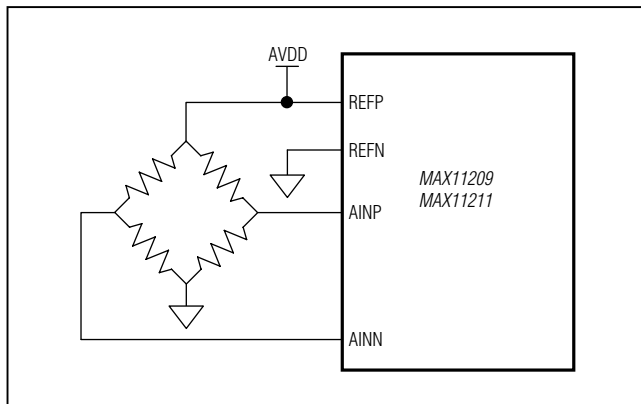 AVDD
REFP
REFN
MAX11209
MAX11211
AINP
AINN